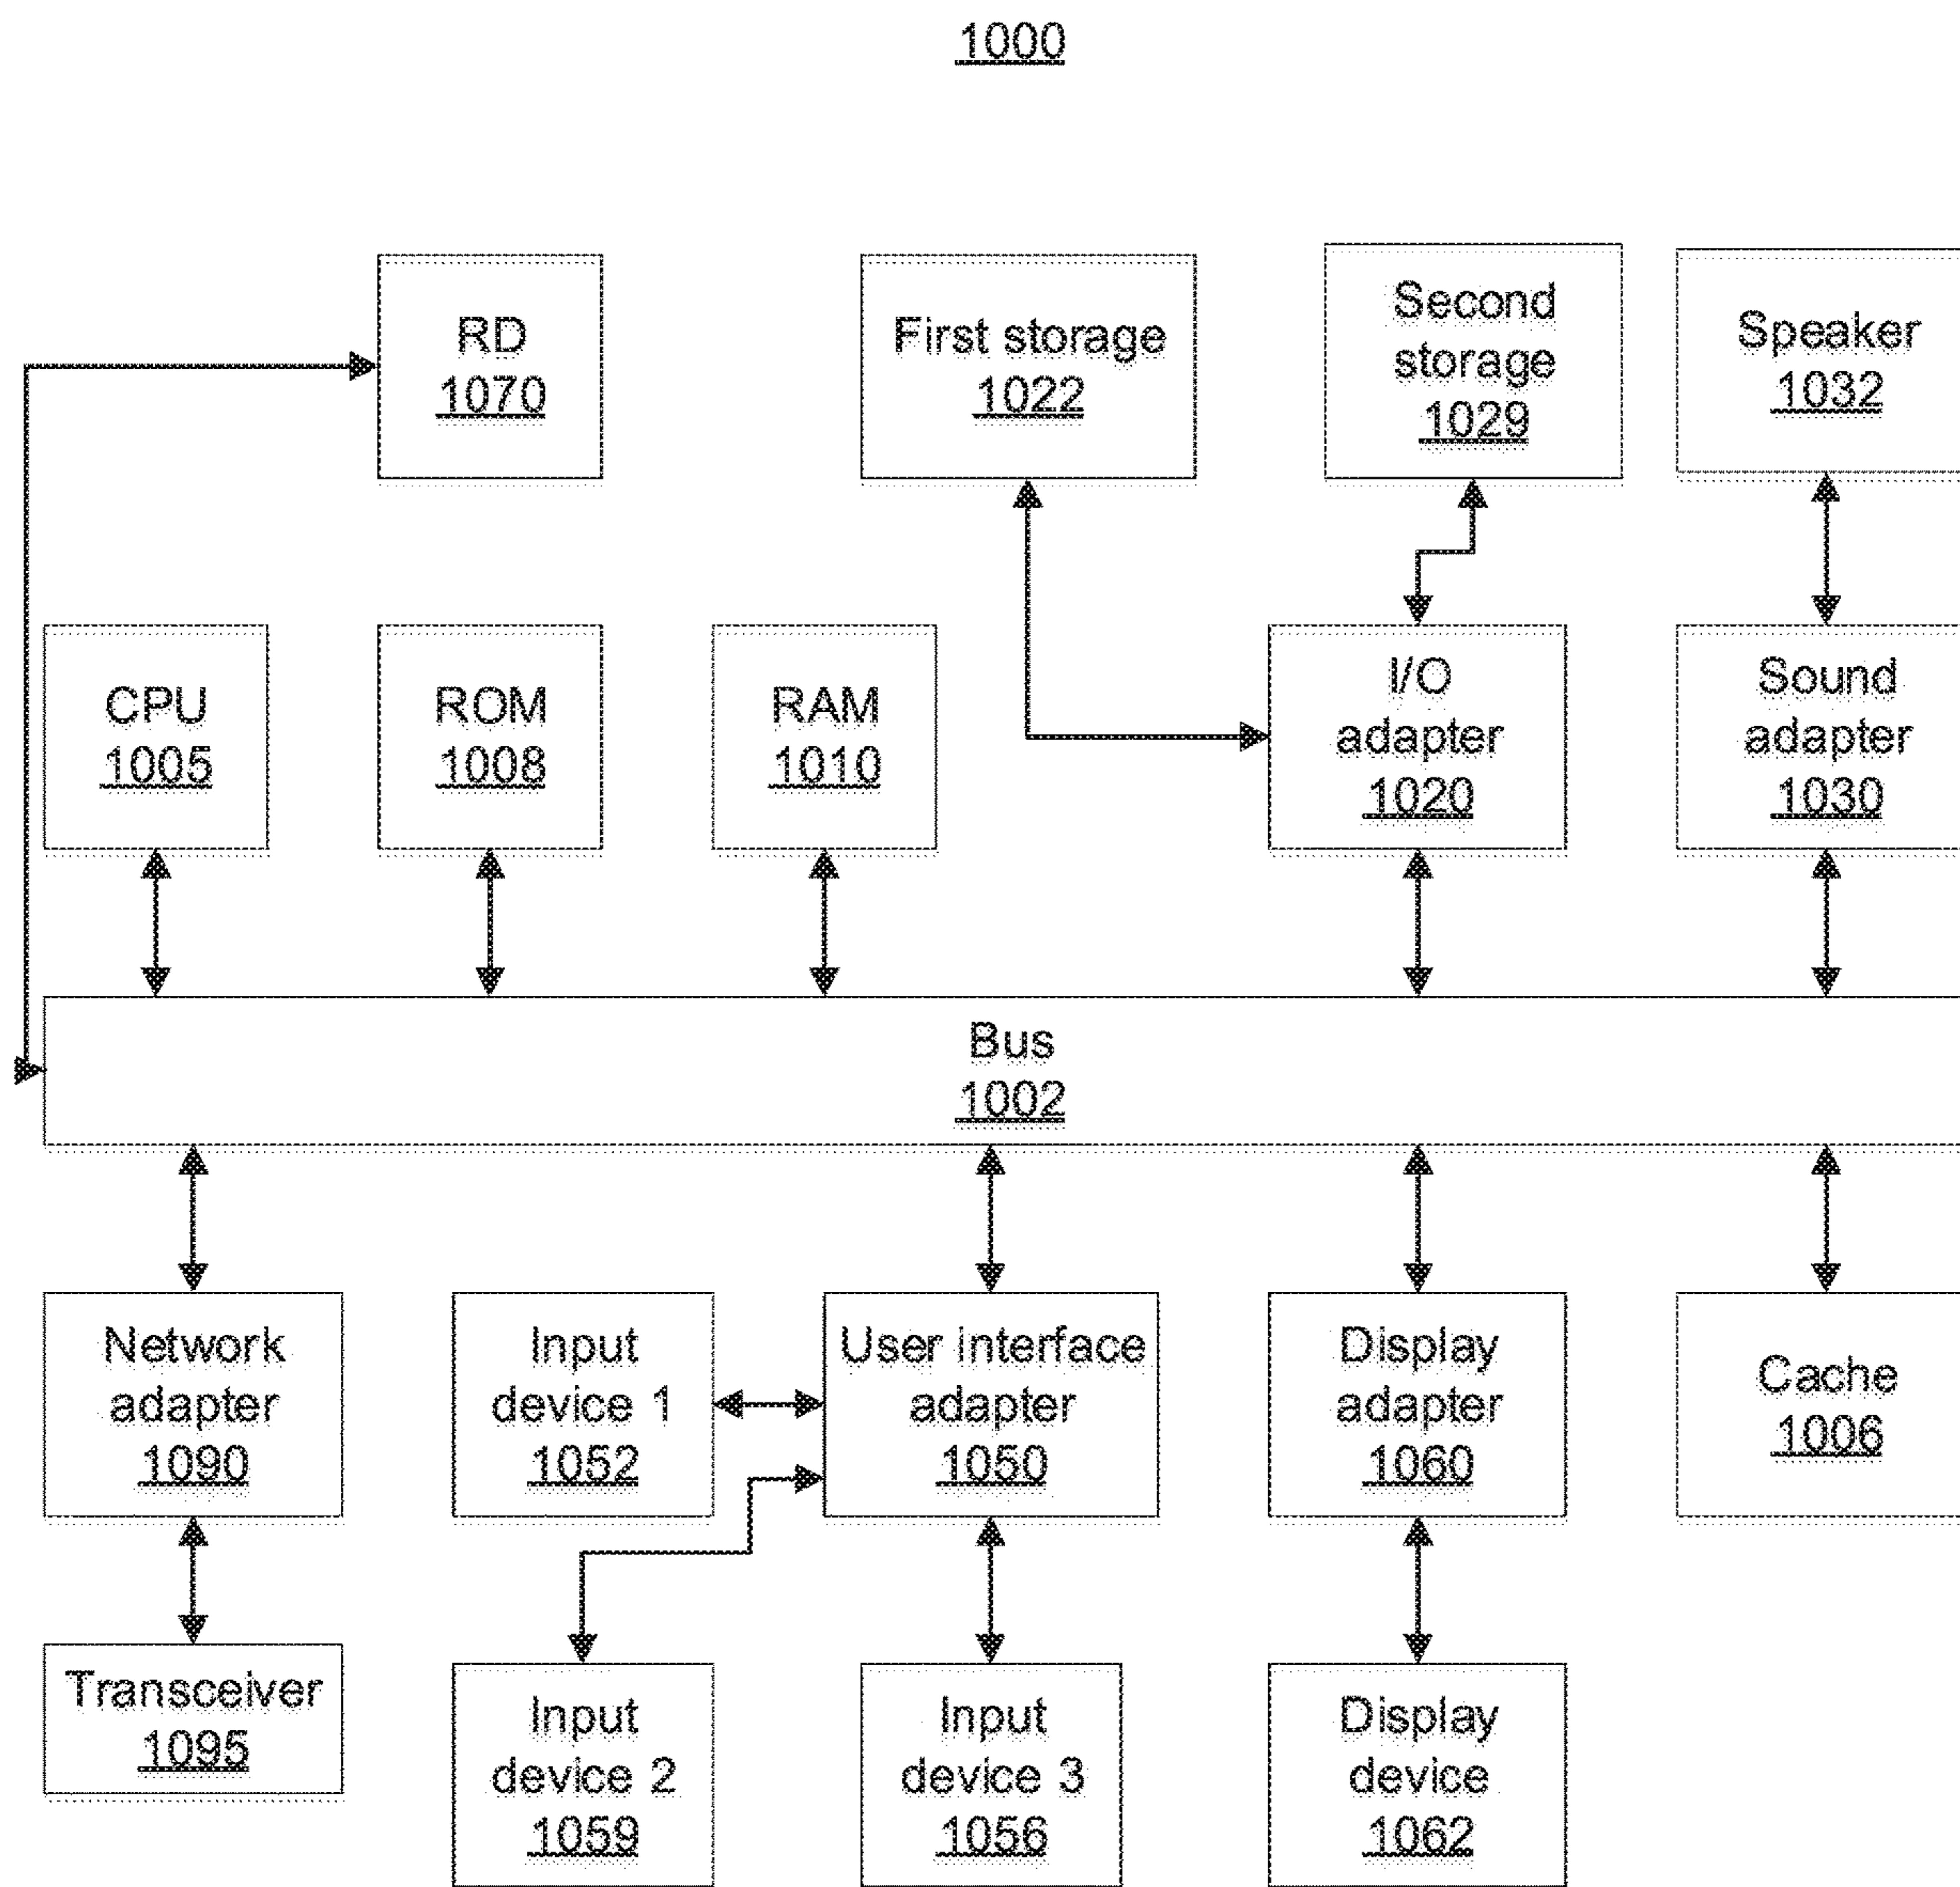 1000
RD
1070
First storage
1022
Second
storage
1029
Speaker
1032
CPU
1005
ROM
1008
RAM
1010
I/O
adapter
1020
Sound
adapter
1030
Bus
1002
Network
adapter
1090
Input
device 1
1052
User interface
adapter
1050
Display
adapter
1060
Cache
1006
Transceiver
1095
Input
device 2
1059
Input
device 3
1056
Display
device
1062